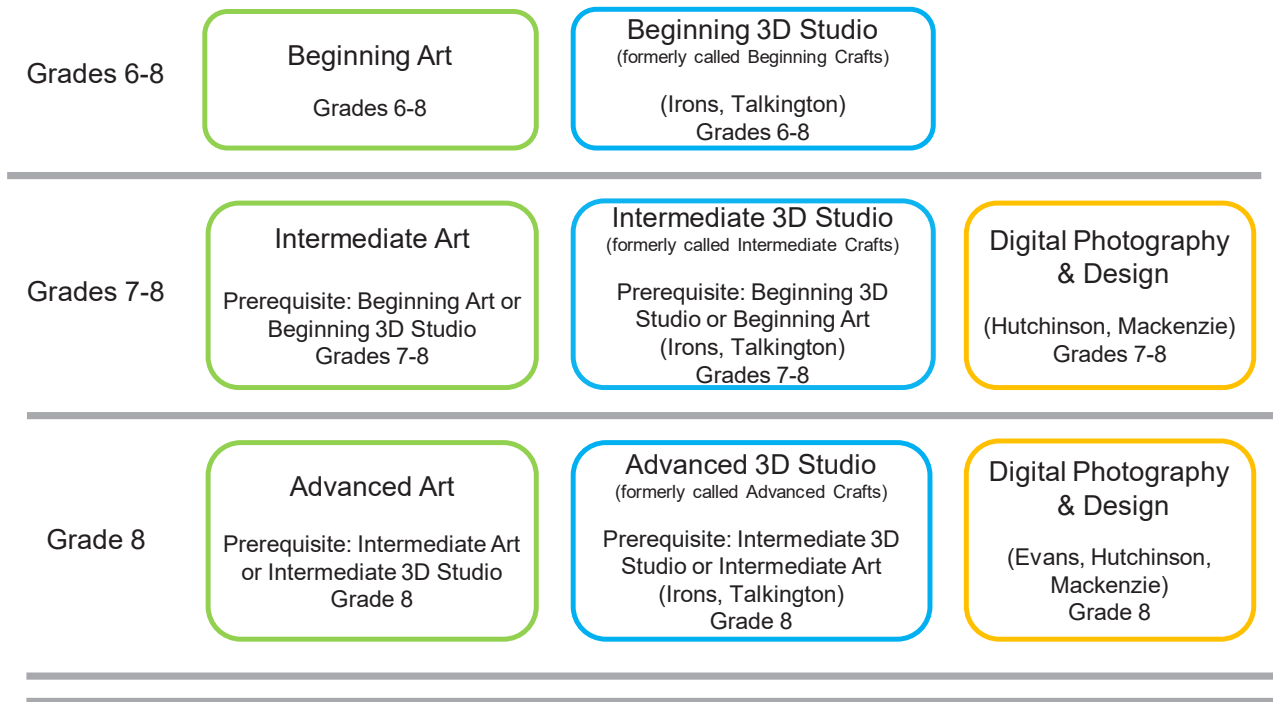 Grades 6-8
Beginning Art
Grades 6-8
Beginning 3D Studio
(formerly called Beginning Crafts)
(Irons, Talkington)
Grades 6-8
Grades 7-8
Intermediate Art
Prerequisite: Beginning Art or
Beginning 3D Studio
Grades 7-8
Intermediate 3D Studio
(formerly called Intermediate Crafts)
Prerequisite: Beginning 3D
Studio or Beginning Art
(Irons, Talkington)
Grades 7-8
Digital Photography
& Design
(Hutchinson, Mackenzie)
Grades 7-8
Grade 8
Advanced Art
Prerequisite: Intermediate Art
or Intermediate 3D Studio
Grade 8
Advanced 3D Studio
(formerly called Advanced Crafts)
Prerequisite: Intermediate 3D
Studio or Intermediate Art
(Irons, Talkington)
Grade 8
Digital Photography
& Design
(Evans, Hutchinson,
Mackenzie)
Grade 8